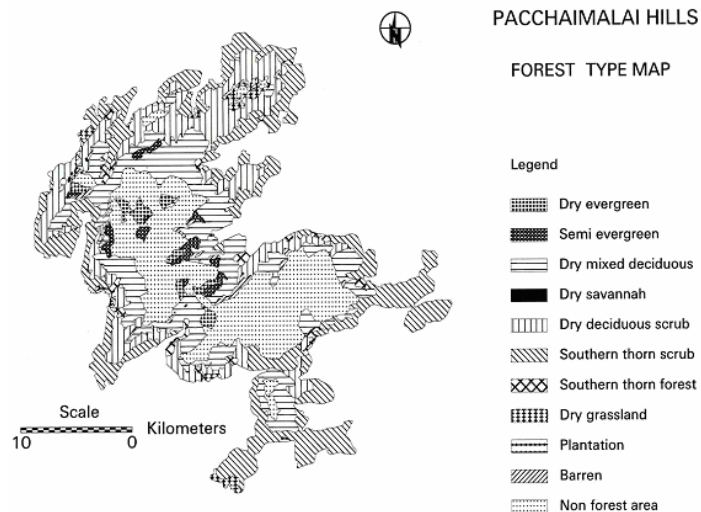 PACCHAIMALAI HILLS
FOREST TYPE MAP
N
Legend
Dry evergreen
Semi evergreen
Dry mixed deciduous
Dry savannah
Dry deciduous scrub
Southern thorn scrub
Southern thorn forest
Dry grassland
Plantation
Barren
Non forest area
Scale
Kilometers
10 0